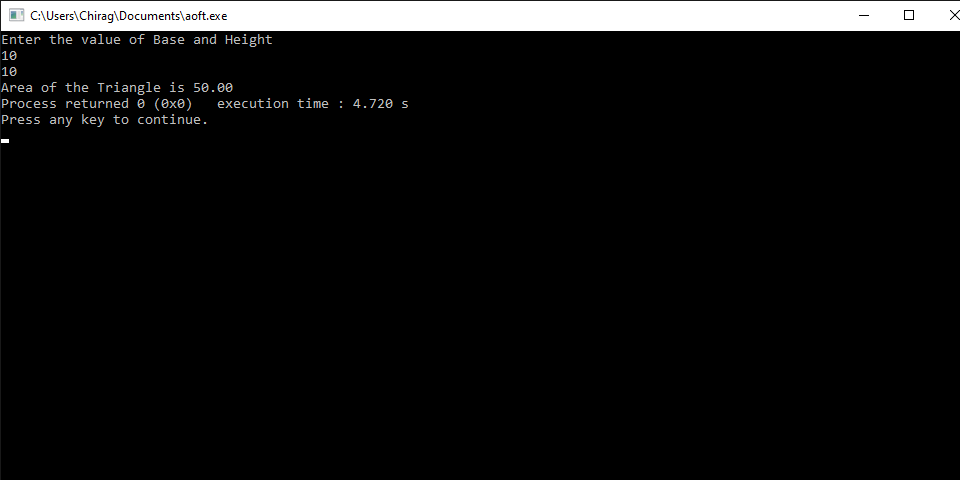 C:\Users\Chirag\Documents\aoft.exe
Enter the value of Base and Height
10
10
Area of the Triangle is 50.00
Process returned 0 (0x0)   execution time : 4.720 s
Press any key to continue.